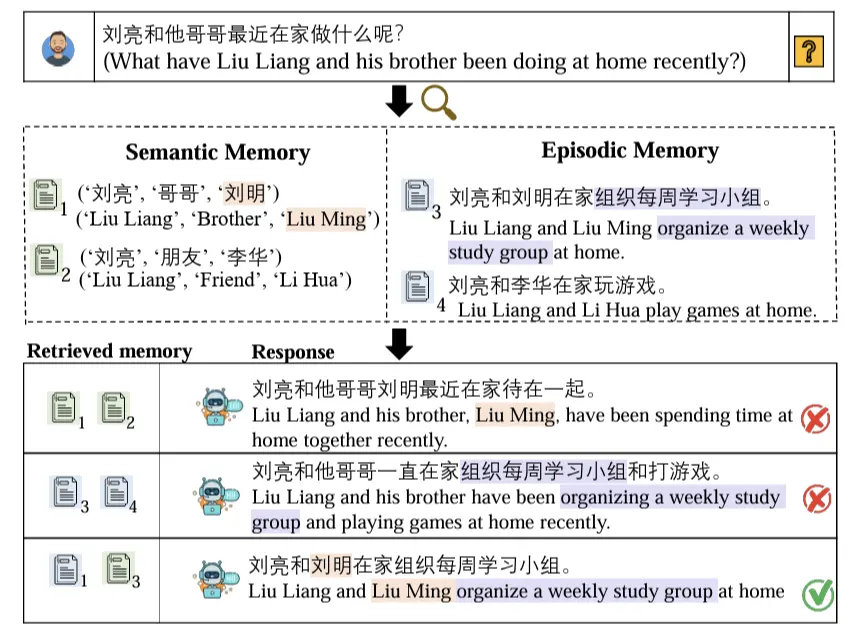 刘亮和他哥哥最近在家做什么呢?
(What have Liu Liang and his brother been doing at home recently?)
?
Semantic Memory
1 (‘刘亮’, ‘哥哥’, ‘刘明’)
(‘Liu Liang’, ‘Brother’, ‘Liu Ming’)
2 (‘刘亮’, ‘朋友’, ‘李华’)
(‘Liu Liang’, ‘Friend’, ‘Li Hua’)
Episodic Memory
3 刘亮和刘明在家组织每周学习小组。
Liu Liang and Liu Ming organize a weekly
study group at home.
刘亮和李华在家玩游戏。
4 Liu Liang and Li Hua play games at home.
Retrieved memory
Response
1 2
刘亮和他哥哥刘明最近在家待在一起。
Liu Liang and his brother, Liu Ming, have been spending time at
home together recently.
3 4
刘亮和他哥哥一直在家组织每周学习小组和打游戏。
Liu Liang and his brother have been organizing a weekly study
group and playing games at home recently.
1 3
刘亮和刘明在家组织每周学习小组。
Liu Liang and Liu Ming organize a weekly study group at home